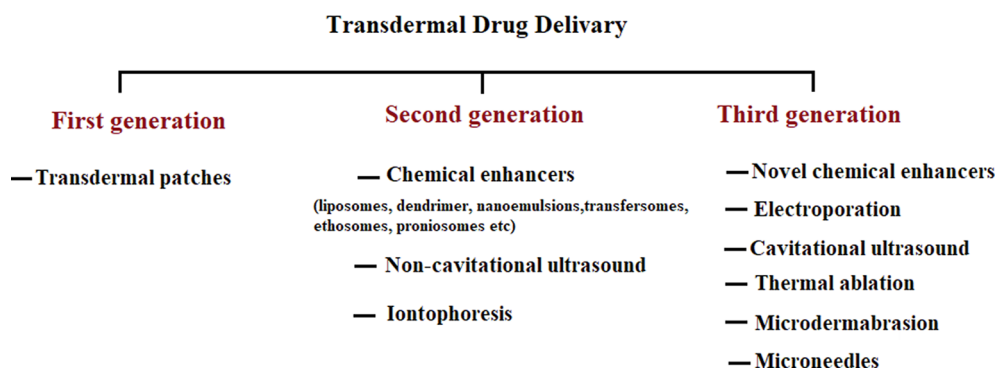 Transdermal Drug Delivary
First generation
Transdermal patches
Second generation
Chemical enhancers
(liposomes, dendrimer, nanoemulsions,transfersomes,
ethosomes, proniosomes etc)
Non-cavitational ultrasound
Iontophoresis
Third generation
Novel chemical enhancers
Electroporation
Cavitational ultrasound
Thermal ablation
Microdermabrasion
Microneedles